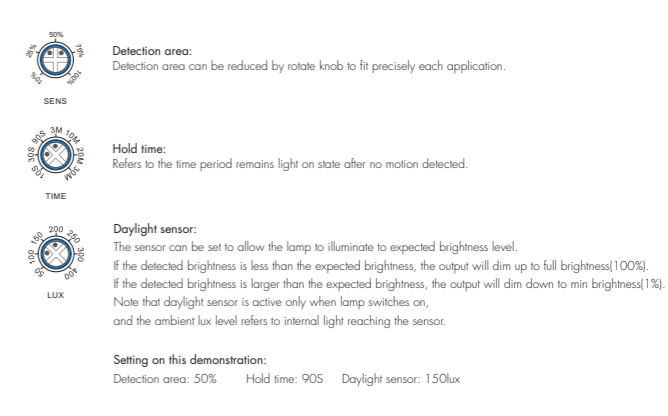 50%
25%
75%
10%
100%
SENS
Detection area:
Detection area can be reduced by rotate knob to fit precisely each application.
3M
90S
10M
30S
20M
10S
30M
TIME
Hold time:
Refers to the time period remains light on state after no motion detected.
200
150
250
100
300
50
400
LUX
Daylight sensor:
The sensor can be set to allow the lamp to illuminate to expected brightness level.
If the detected brightness is less than the expected brightness, the output will dim up to full brightness(100%).
If the detected brightness is larger than the expected brightness, the output will dim down to min brightness(1%).
Note that daylight sensor is active only when lamp switches on,
and the ambient lux level refers to internal light reaching the sensor.
Setting on this demonstration:
Detection area: 50% Hold time: 90S Daylight sensor: 150lux